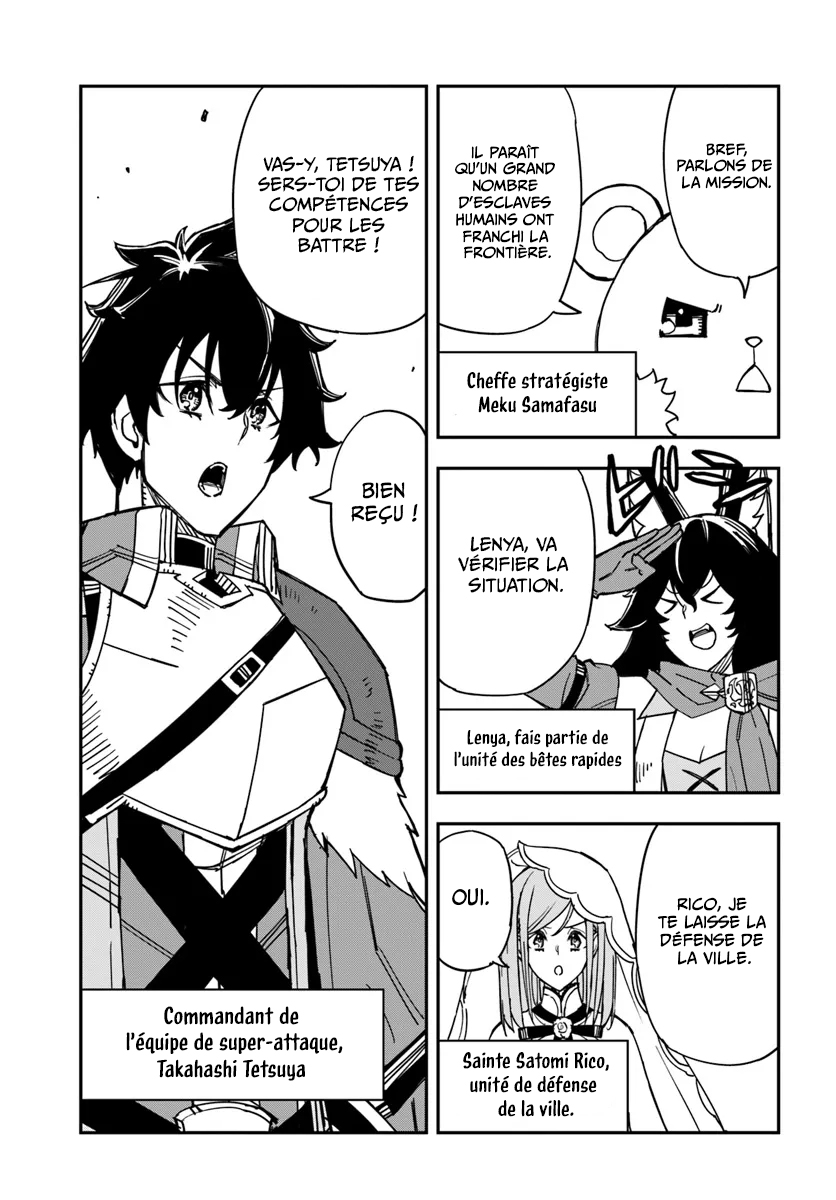 BREF,
PARLONS DE
LA MISSION.
IL PARAÎT
QU'UN GRAND
NOMBRE
D'ESCLAVES
HUMAINS ONT
FRANCHI LA
FRONTIÈRE.
Cheffe stratégiste
Meku Samafasu
LENYA, VA
VÉRIFIER LA
SITUATION.
ビシッ
Lenya, fais partie de
l'unité des bêtes rapides
RICO, JE
TE LAISSE LA
DÉFENSE DE
LA VILLE.
OUI.
Sainte Satomi Rico,
unité de défense
de la ville.
VAS-Y, TETSUYA !
SERS-TOI DE TES
COMPÉTENCES
POUR LES
BATTRE !
BIEN
REÇU !
Commandant de
l'équipe de super-attaque,
Takahashi Tetsuya